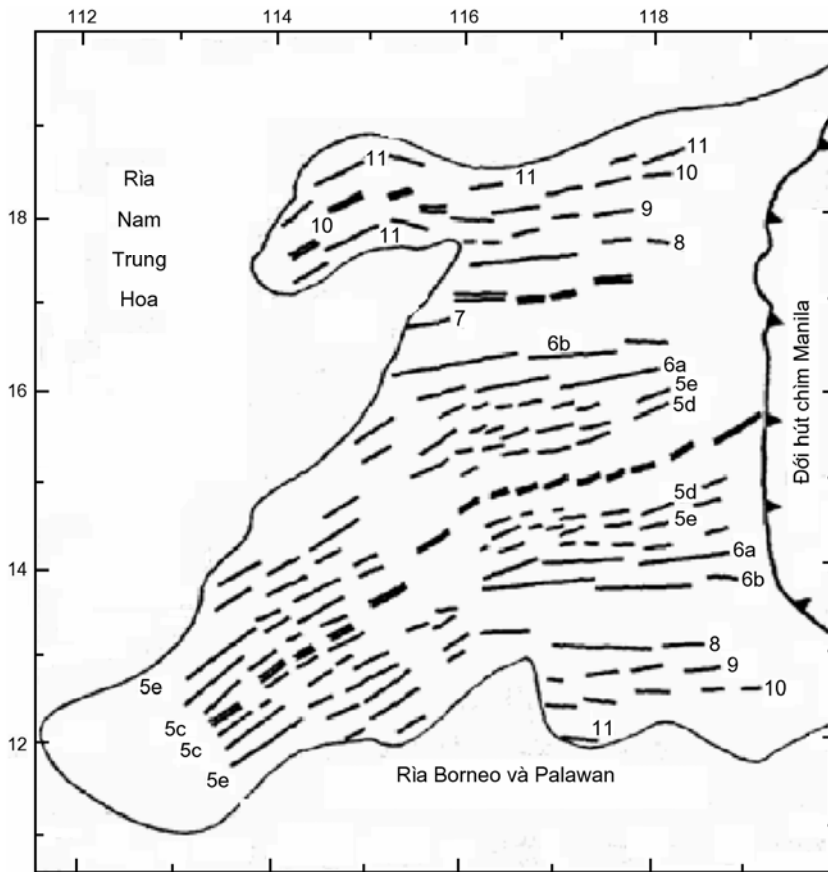 112
114
116
118
18
16
14
12
Rìa
Nam
Trung
Hoa
11
11
11
10
10
11
9
8
7
6b
6a
5e
5d
5d
5e
6a
6b
8
9
10
11
5e
5c
5c
5e
Đới hút chìm Manila
Rìa Borneo và Palawan